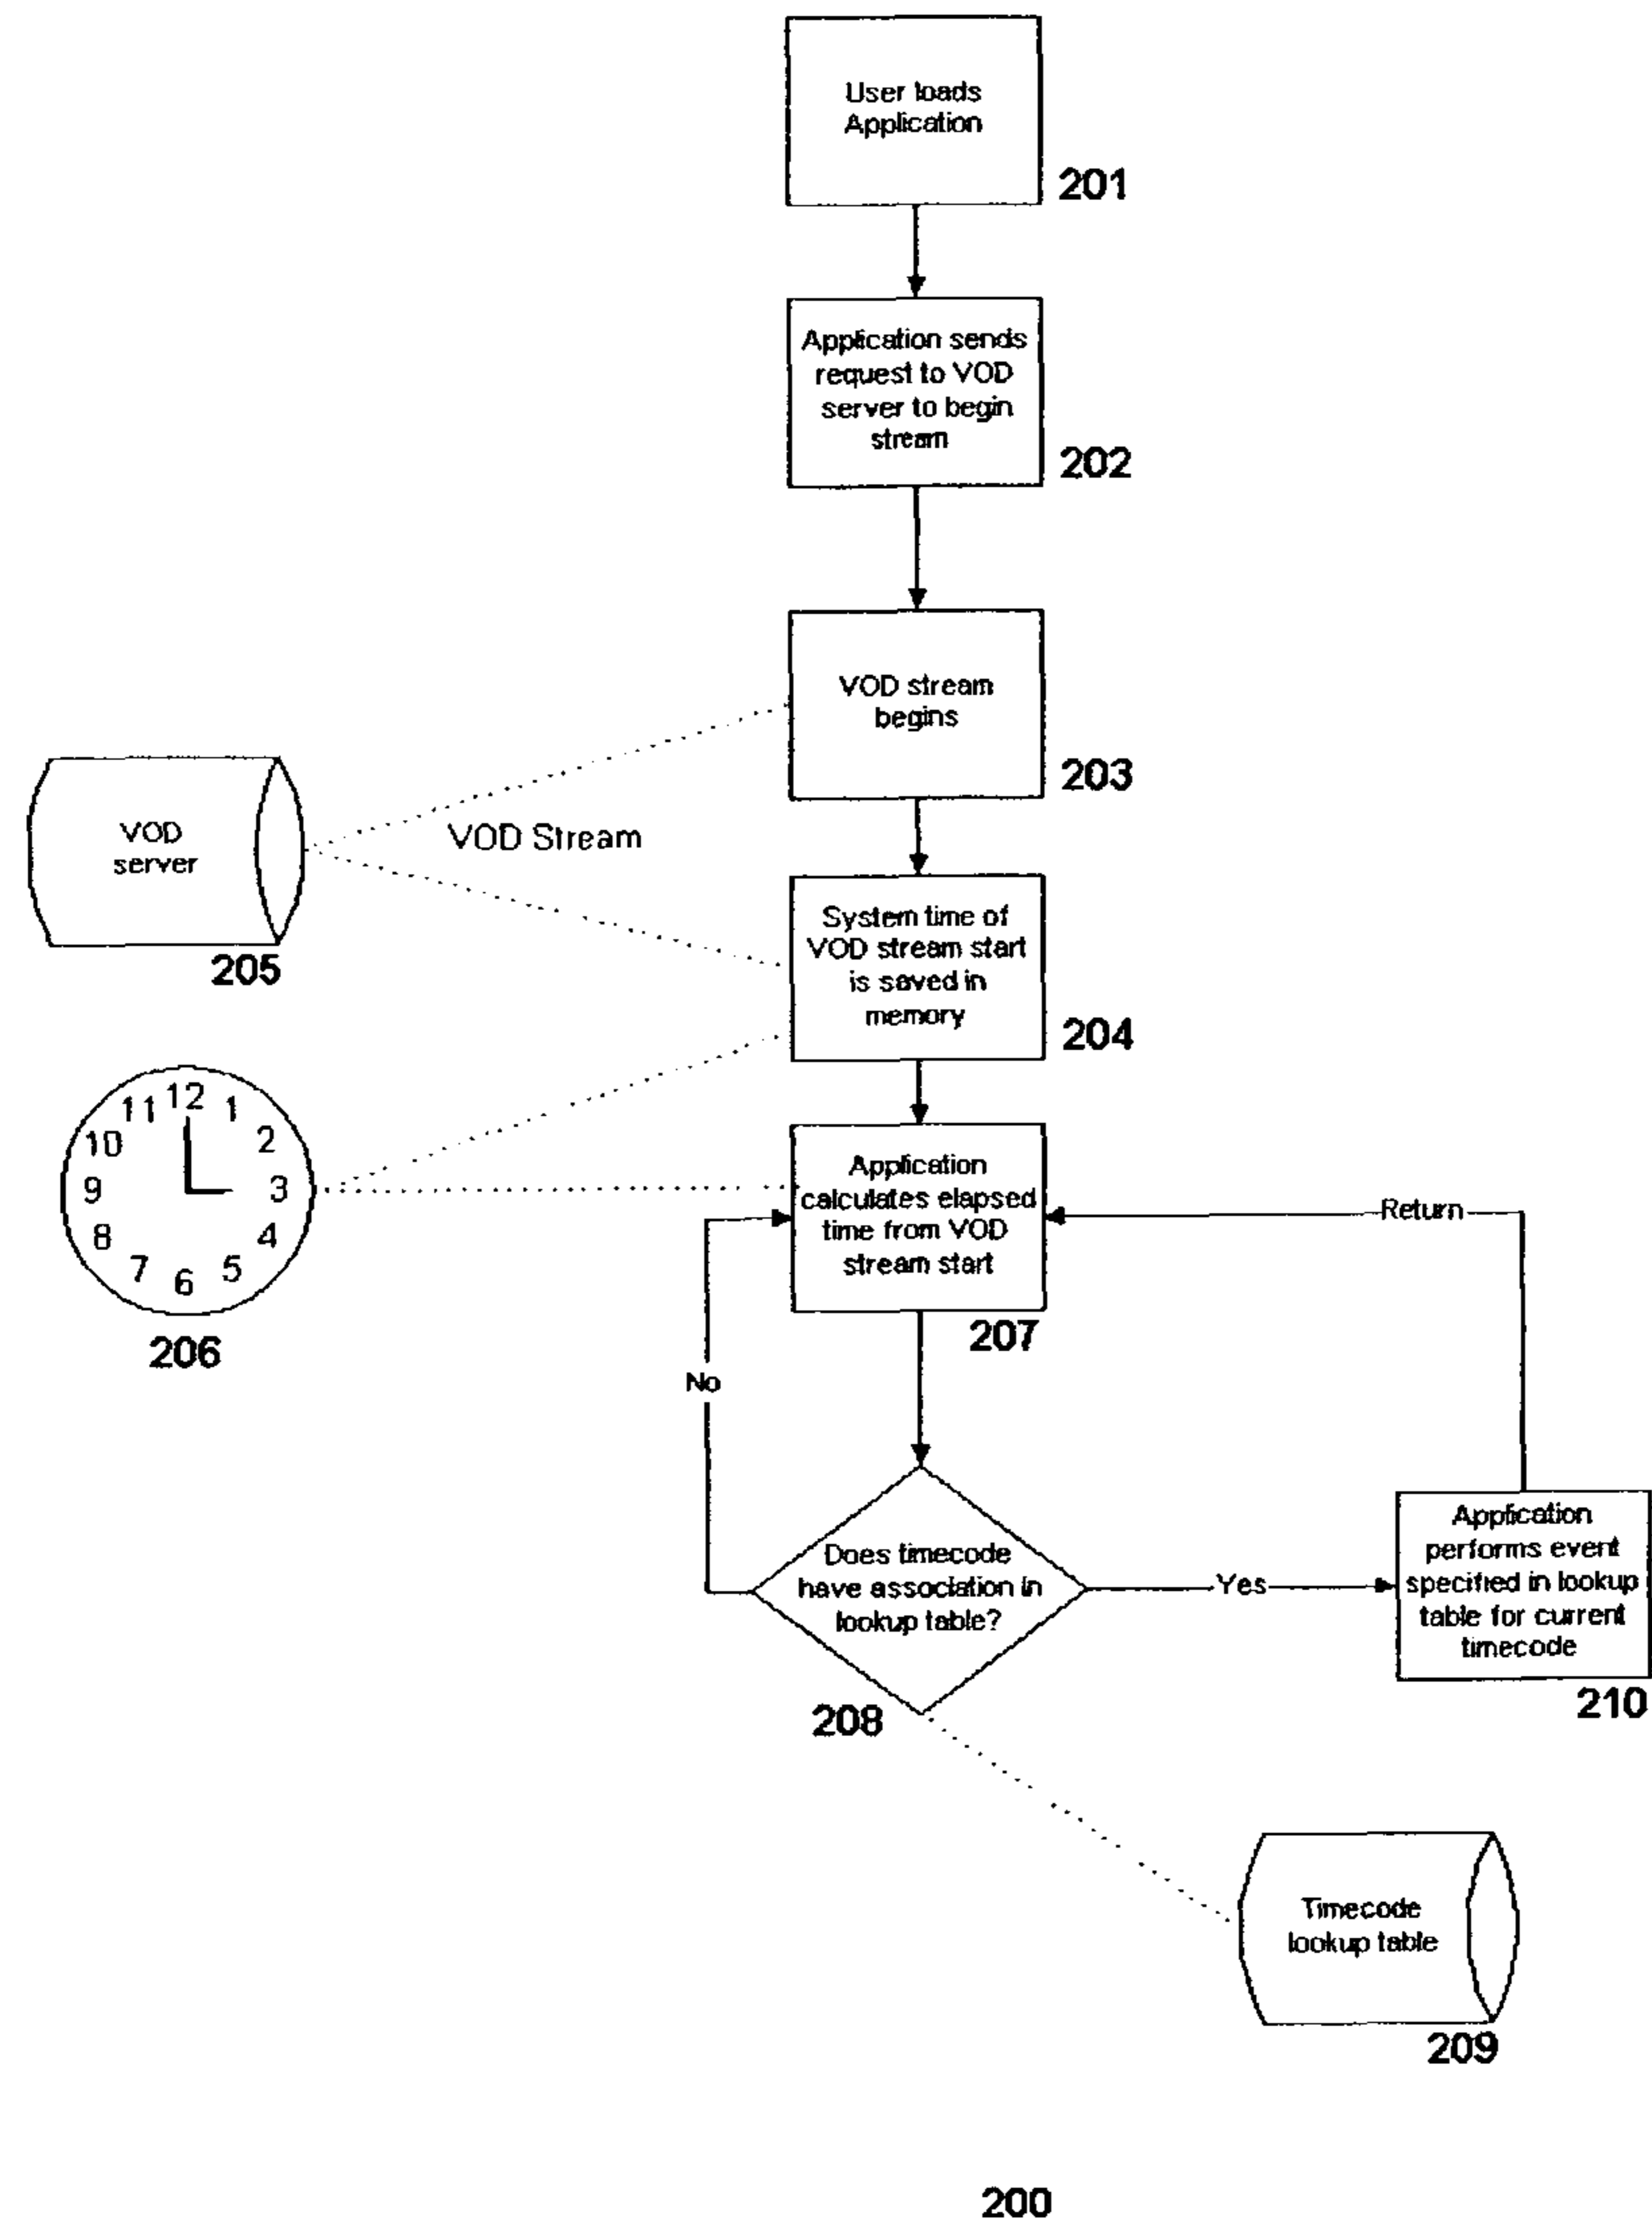 User loads
Application
201
Application sends
request to VOD
server to begin
stream
202
VOD stream
begins
203
VOD
server
205
VOD Stream
System time of
VOD stream start
is saved in
memory
204
12
11
1
10
2
9
3
8
4
7
5
6
206
Application
calculates elapsed
time from VOD
stream start
207
Return
No
Does timecode
have association in
lookup table?
208
Yes
Application
performs event
specified in lookup
table for current
timecode
210
Timecode
lookup table
209
200